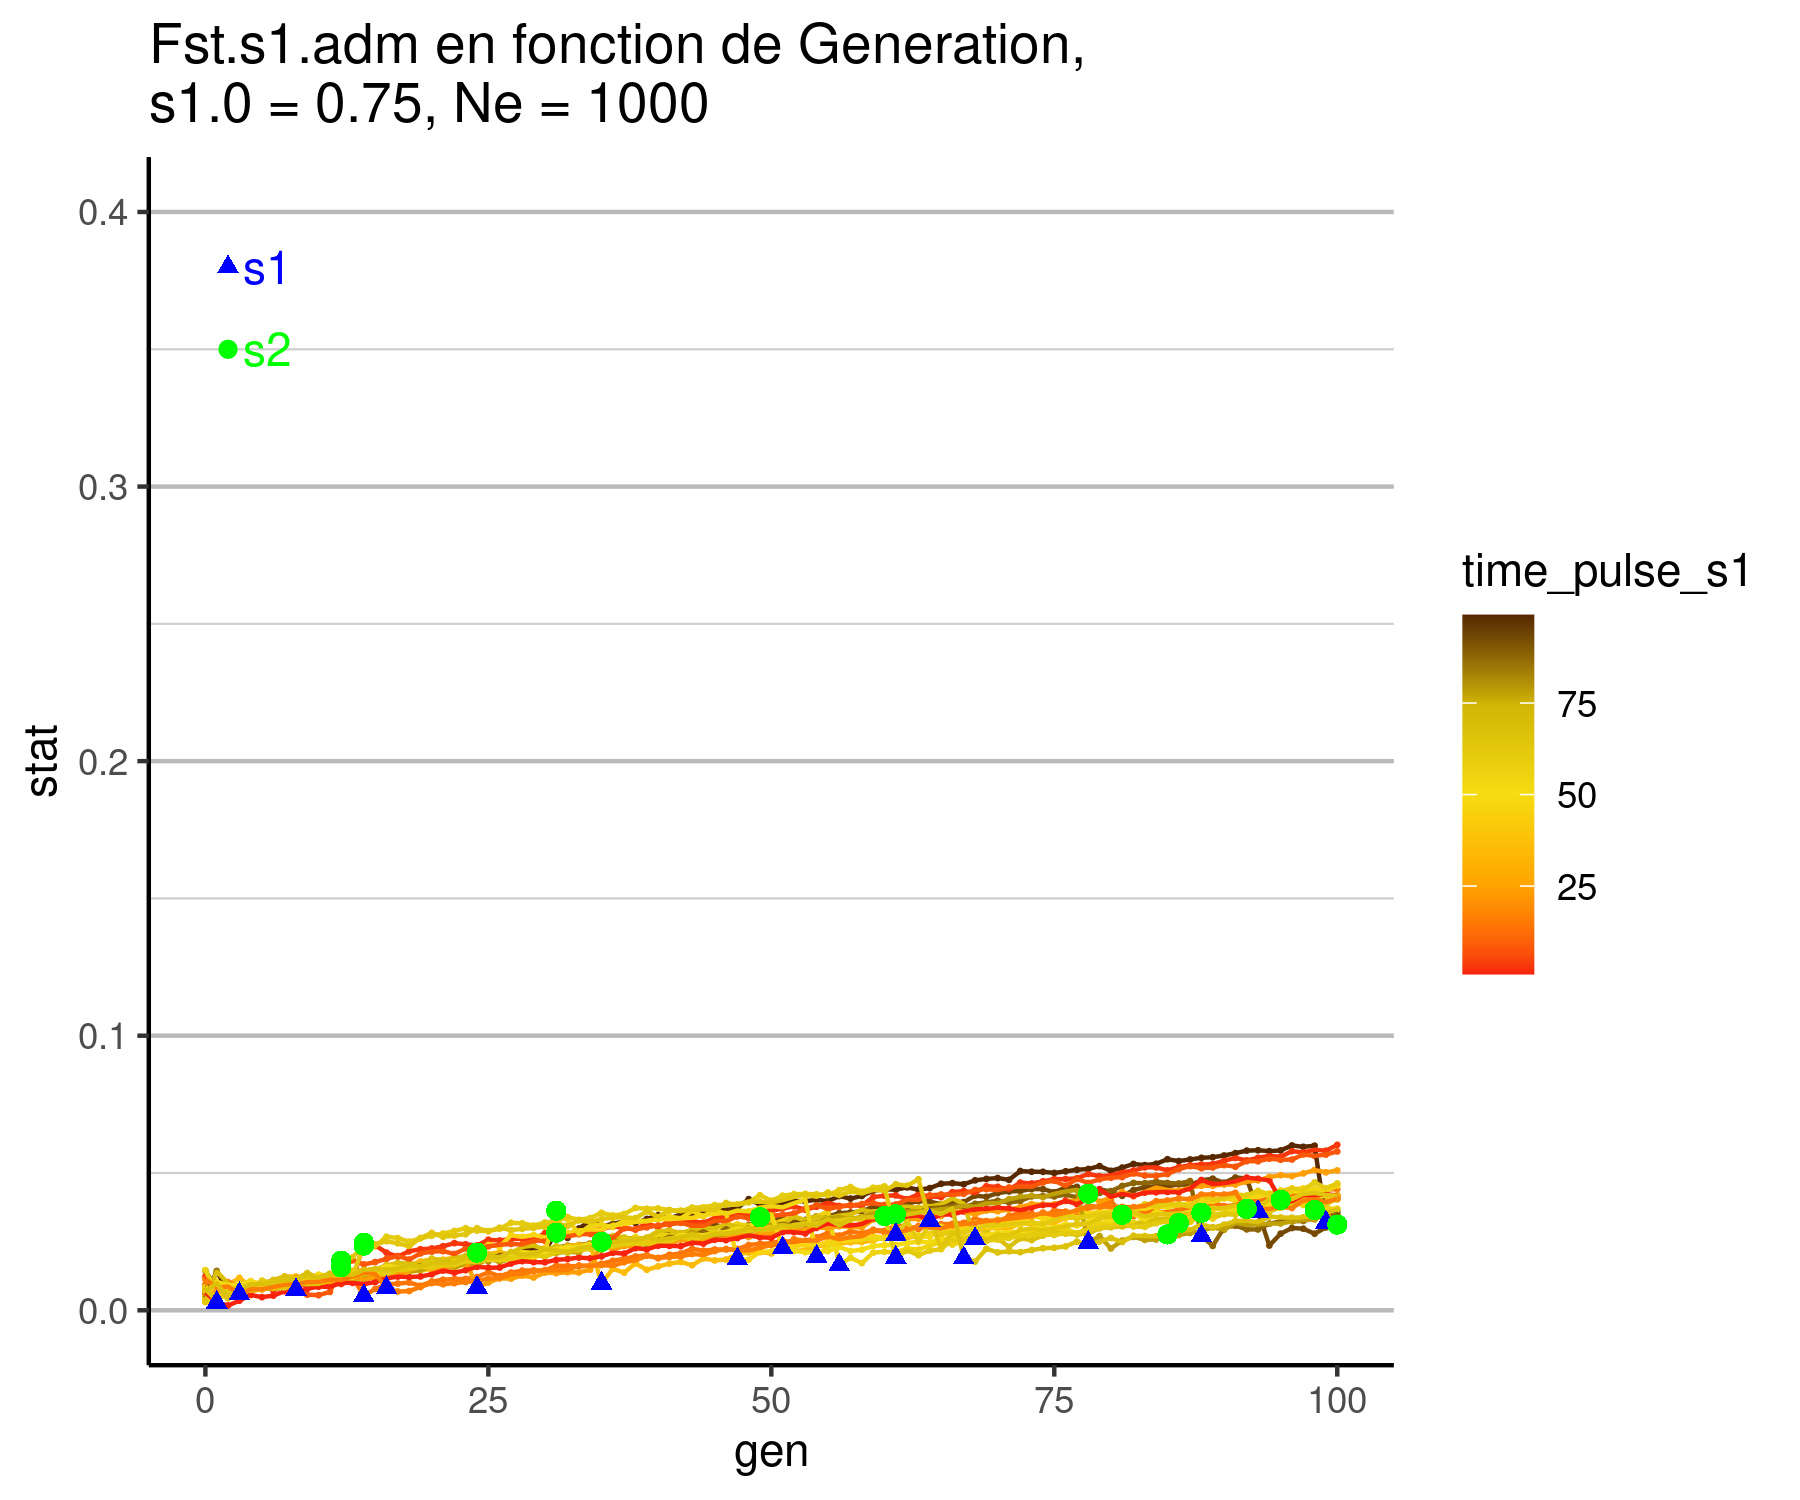 Fst.s1.adm en fonction de Generation,
s1.0 = 0.75, Ne = 1000
0.4
s1
s2
0.3
0.2
0.1
0.0
stat
0
25
50
75
100
gen
time_pulse_s1
75
50
25